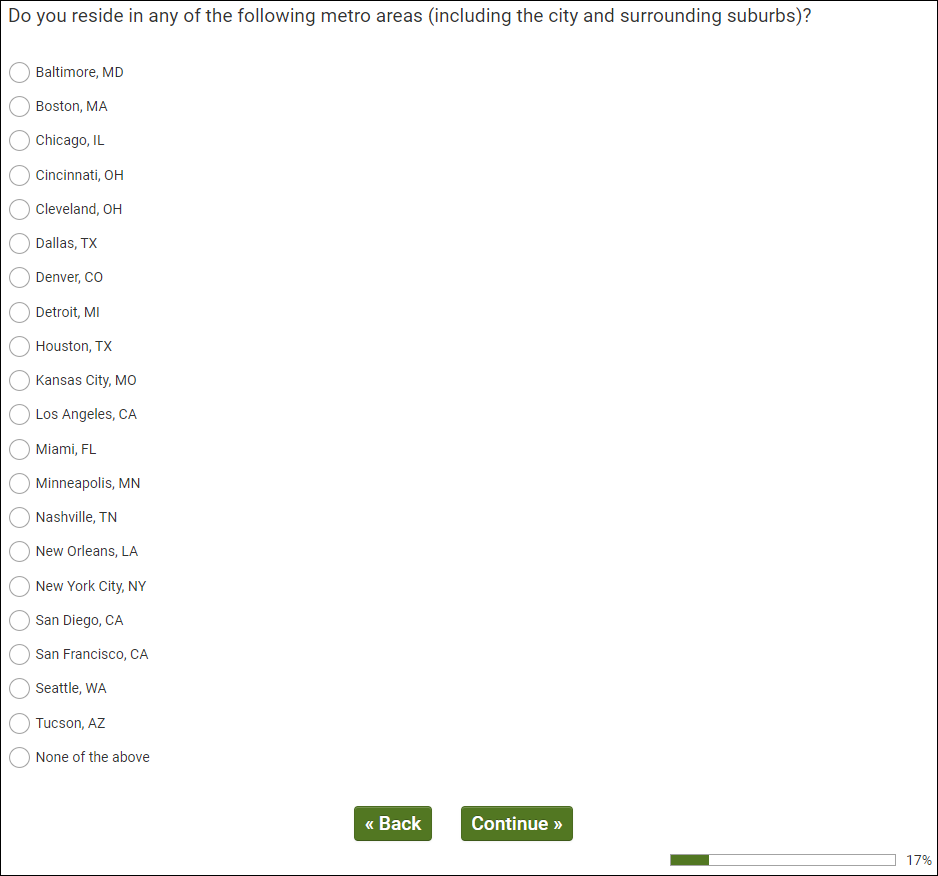 Do you reside in any of the following metro areas (including the city and surrounding suburbs)?
Baltimore, MD
Boston, MA
Chicago, IL
Cincinnati, OH
Cleveland, OH
Dallas, TX
Denver, CO
Detroit, MI
Houston, TX
Kansas City, MO
Los Angeles, CA
Miami, FL
Minneapolis, MN
Nashville, TN
New Orleans, LA
New York City, NY
San Diego, CA
San Francisco, CA
Seattle, WA
Tucson, AZ
None of the above
« Back Continue »
17%